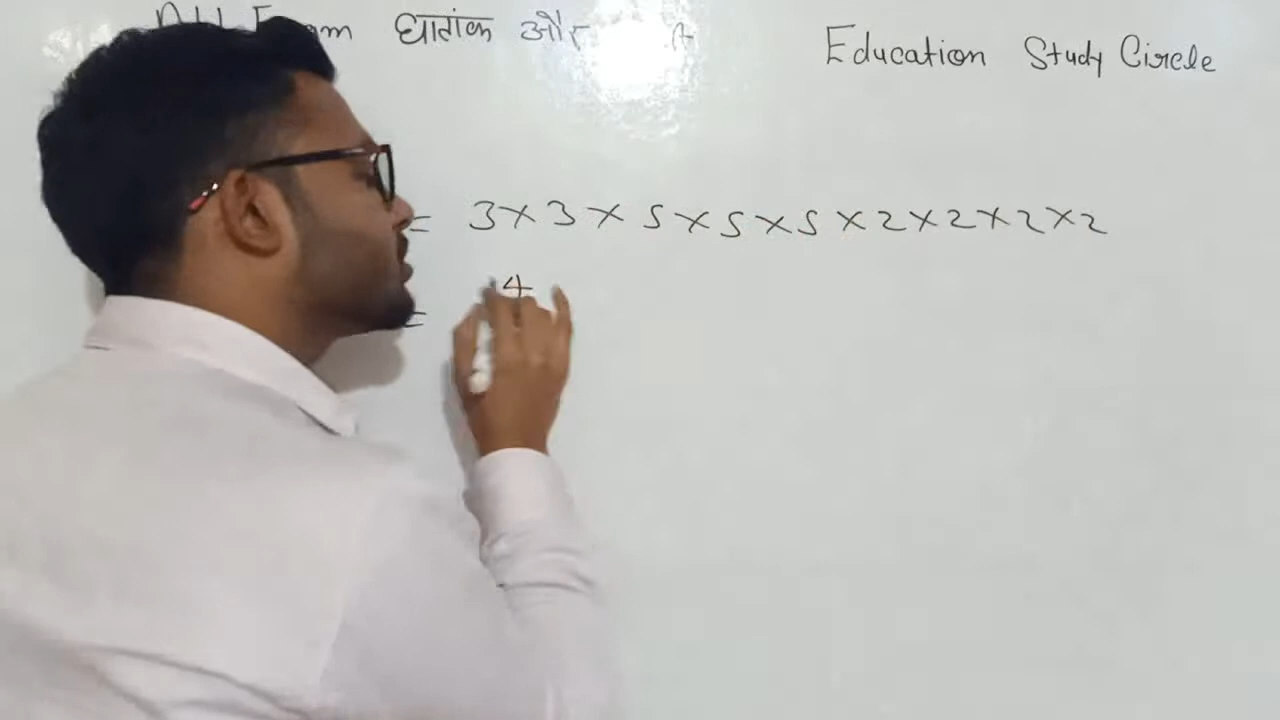 घातांक और
Education Study Circle
= 3 × 3 × 5 × 5 × 5 × 2 × 2 × 2 × 2
= 4